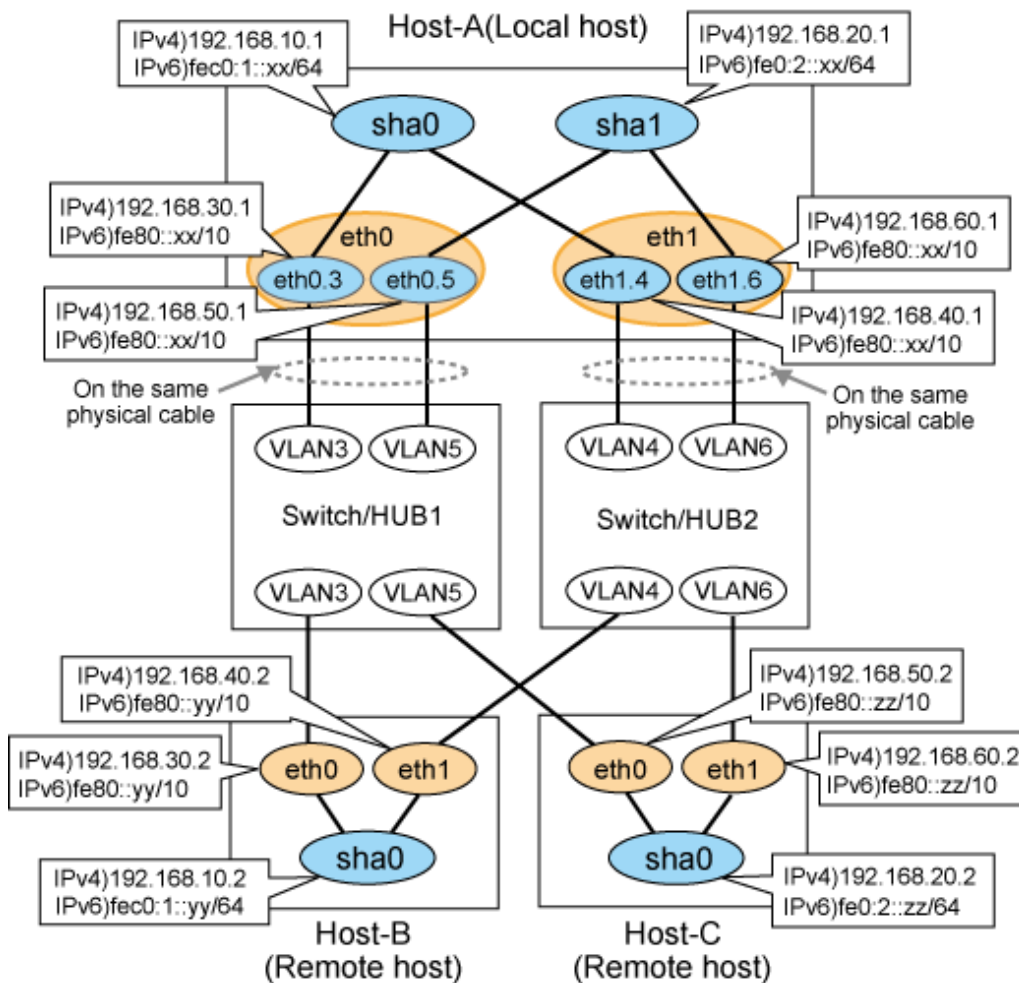 Host-A(Local host)
IPv4)192.168.10.1
IPv6)fec0:1::xx/64
IPv4)192.168.20.1
IPv6)fe0:2::xx/64
sha0
sha1
IPv4)192.168.30.1
IPv6)fe80::xx/10
eth0
eth1
IPv4)192.168.60.1
IPv6)fe80::xx/10
eth0.3
eth0.5
eth1.4
eth1.6
IPv4)192.168.50.1
IPv6)fe80::xx/10
IPv4)192.168.40.1
IPv6)fe80::xx/10
On the same
physical cable
On the same
physical cable
VLAN3
VLAN5
VLAN4
VLAN6
Switch/HUB1
Switch/HUB2
VLAN3
VLAN5
VLAN4
VLAN6
IPv4)192.168.40.2
IPv6)fe80::yy/10
IPv4)192.168.50.2
IPv6)fe80::zz/10
IPv4)192.168.30.2
IPv6)fe80::yy/10
eth0
eth1
eth0
eth1
IPv4)192.168.60.2
IPv6)fe80::zz/10
sha0
sha0
IPv4)192.168.10.2
IPv6)fec0:1::yy/64
IPv4)192.168.20.2
IPv6)fe0:2::zz/64
Host-B
(Remote host)
Host-C
(Remote host)